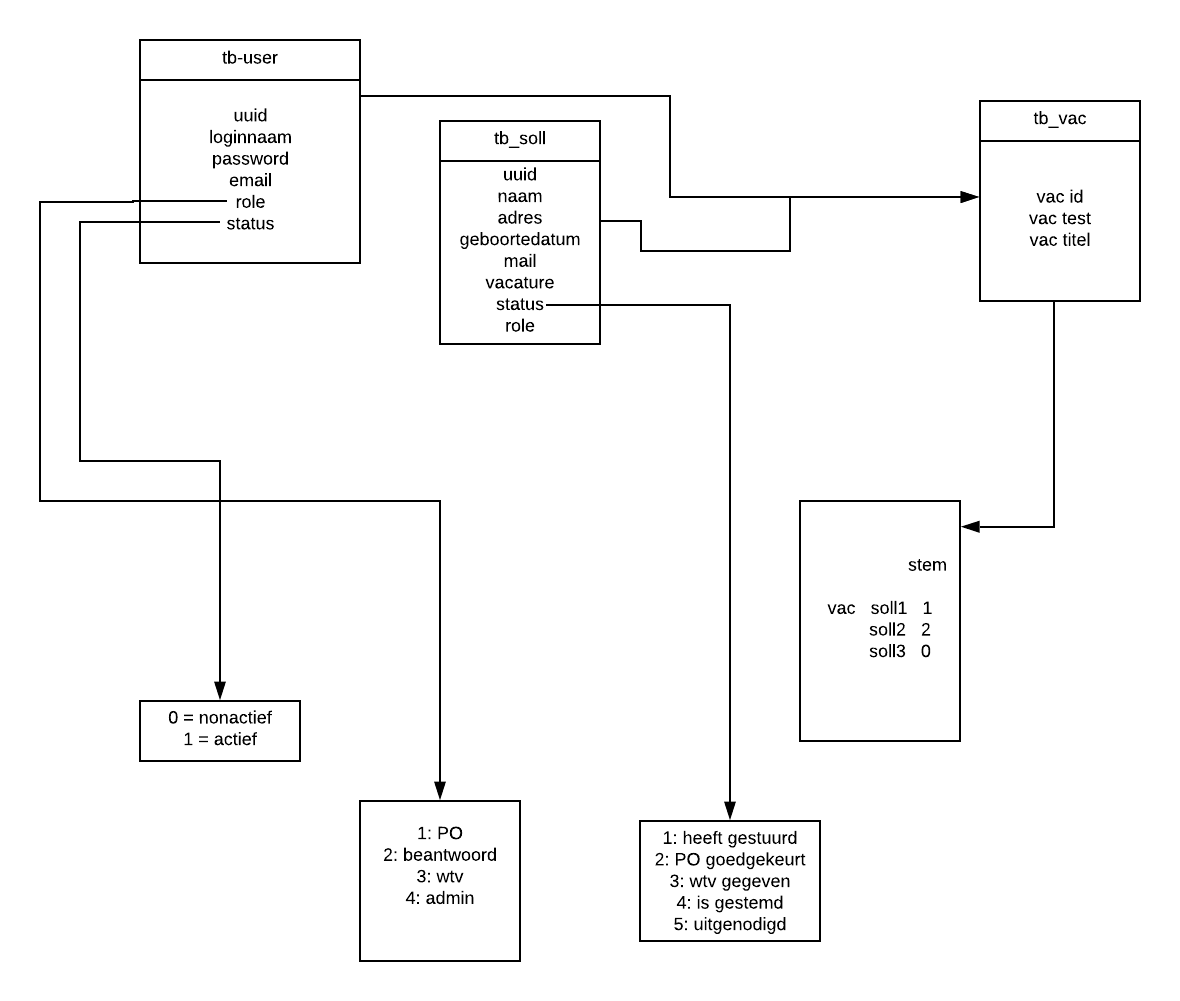 tb-user
uuid
loginnaam
password
email
role
status
tb_soll
uuid
naam
adres
geboortedatum
mail
vacature
status
role
tb_vac
vac id
vac test
vac titel
stem
vac soll1 1
soll2 2
soll3 0
0 = nonactief
1 = actief
1: PO
2: beantwoord
3: wtv
4: admin
1: heeft gestuurd
2: PO goedgekeurt
3: wtv gegeven
4: is gestemd
5: uitgenodigd